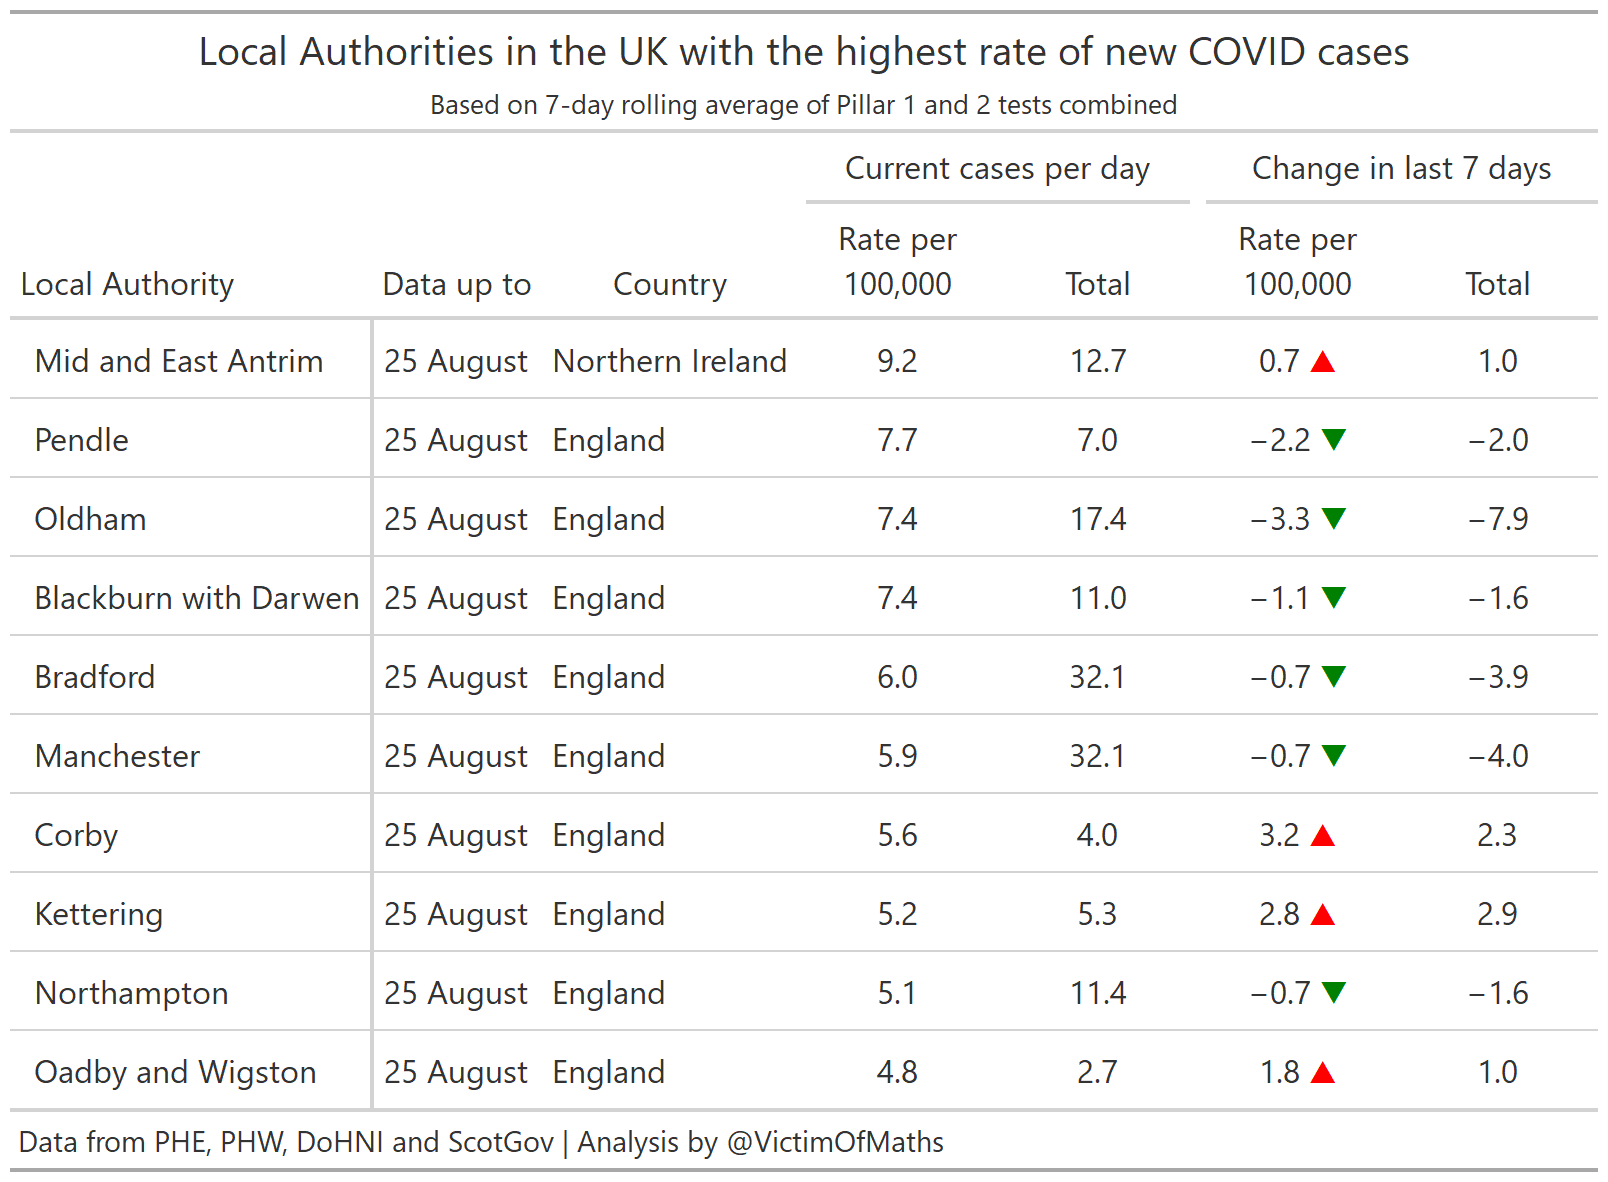 Local Authorities in the UK with the highest rate of new COVID cases
Based on 7-day rolling average of Pillar 1 and 2 tests combined
Current cases per day Change in last 7 days
Rate per Rate per
Local Authority Data up to Country 100,000 Total 100,000 Total
Mid and East Antrim 25 August Northern Ireland 9.2 12.7 0.7 ▲ 1.0
Pendle 25 August England 7.7 7.0 −2.2 ▼ −2.0
Oldham 25 August England 7.4 17.4 −3.3 ▼ −7.9
Blackburn with Darwen 25 August England 7.4 11.0 −1.1 ▼ −1.6
Bradford 25 August England 6.0 32.1 −0.7 ▼ −3.9
Manchester 25 August England 5.9 32.1 −0.7 ▼ −4.0
Corby 25 August England 5.6 4.0 3.2 ▲ 2.3
Kettering 25 August England 5.2 5.3 2.8 ▲ 2.9
Northampton 25 August England 5.1 11.4 −0.7 ▼ −1.6
Oadby and Wigston 25 August England 4.8 2.7 1.8 ▲ 1.0
Data from PHE, PHW, DoHNI and ScotGov | Analysis by @VictimOfMaths